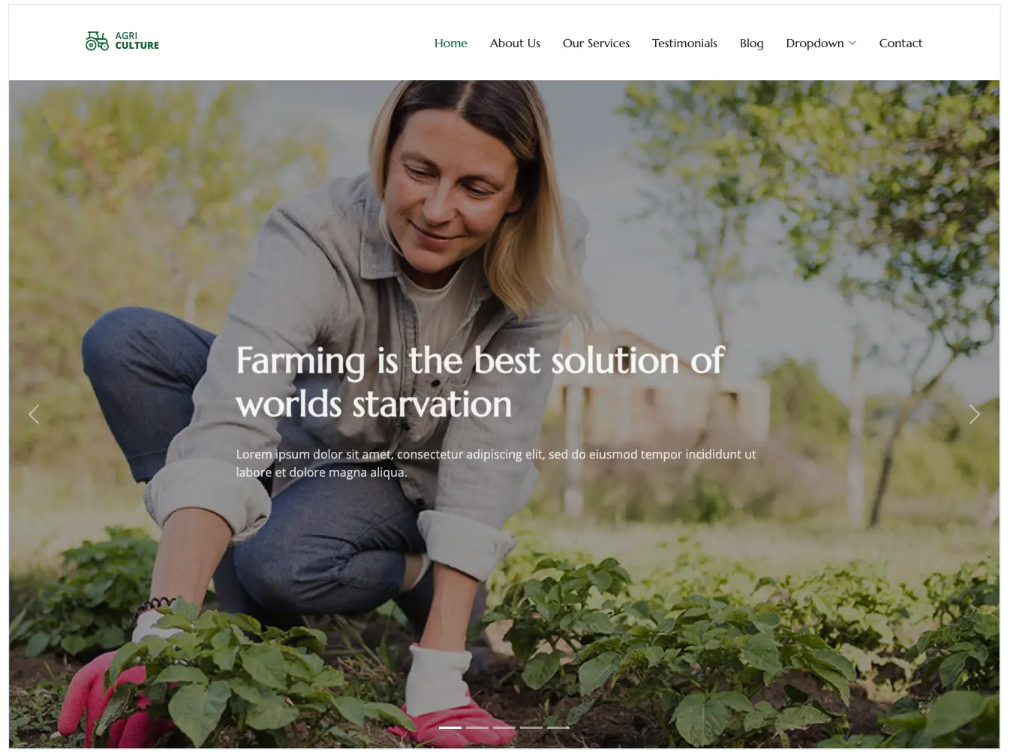 AGRI
CULTURE
Home About Us Our Services Testimonials Blog Dropdown Contact
Farming is the best solution of
worlds starvation
Lorem ipsum dolor sit amet, consectetur adipiscing elit, sed do eiusmod tempor incididunt ut
labore et dolore magna aliqua.